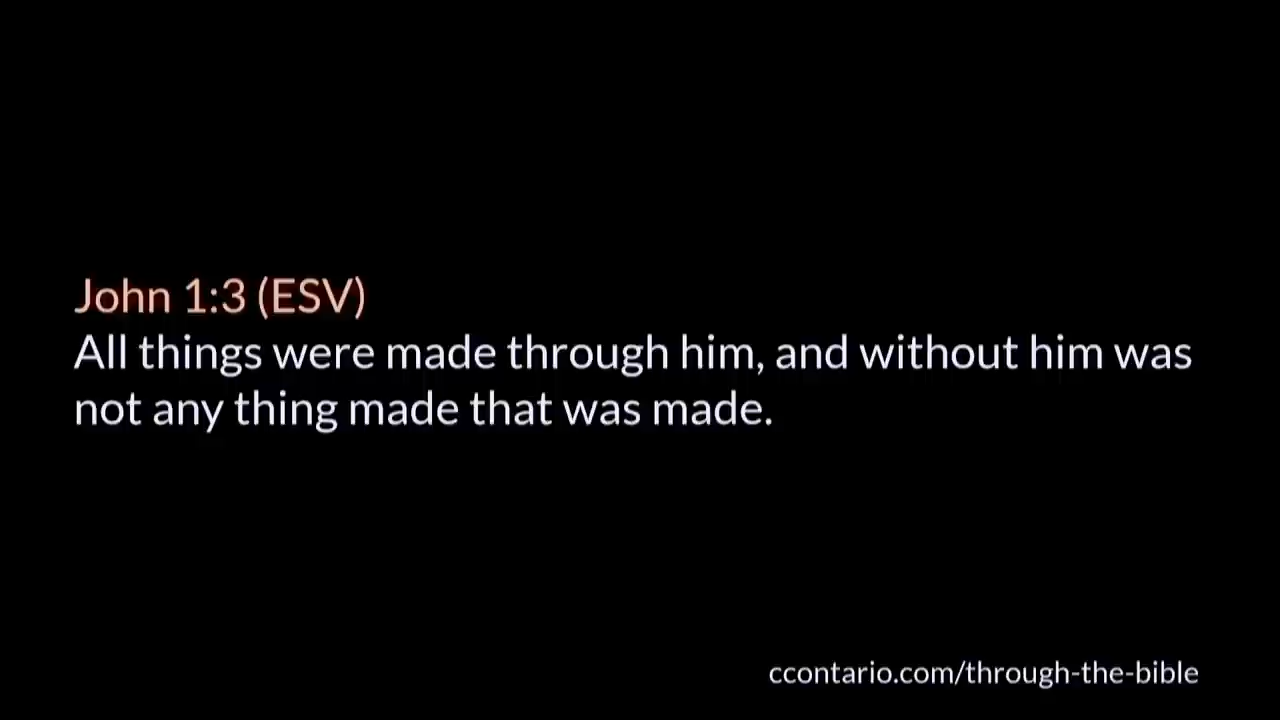 John 1:3 (ESV)
All things were made through him, and without him was
not any thing made that was made.
ccontario.com/through-the-bible